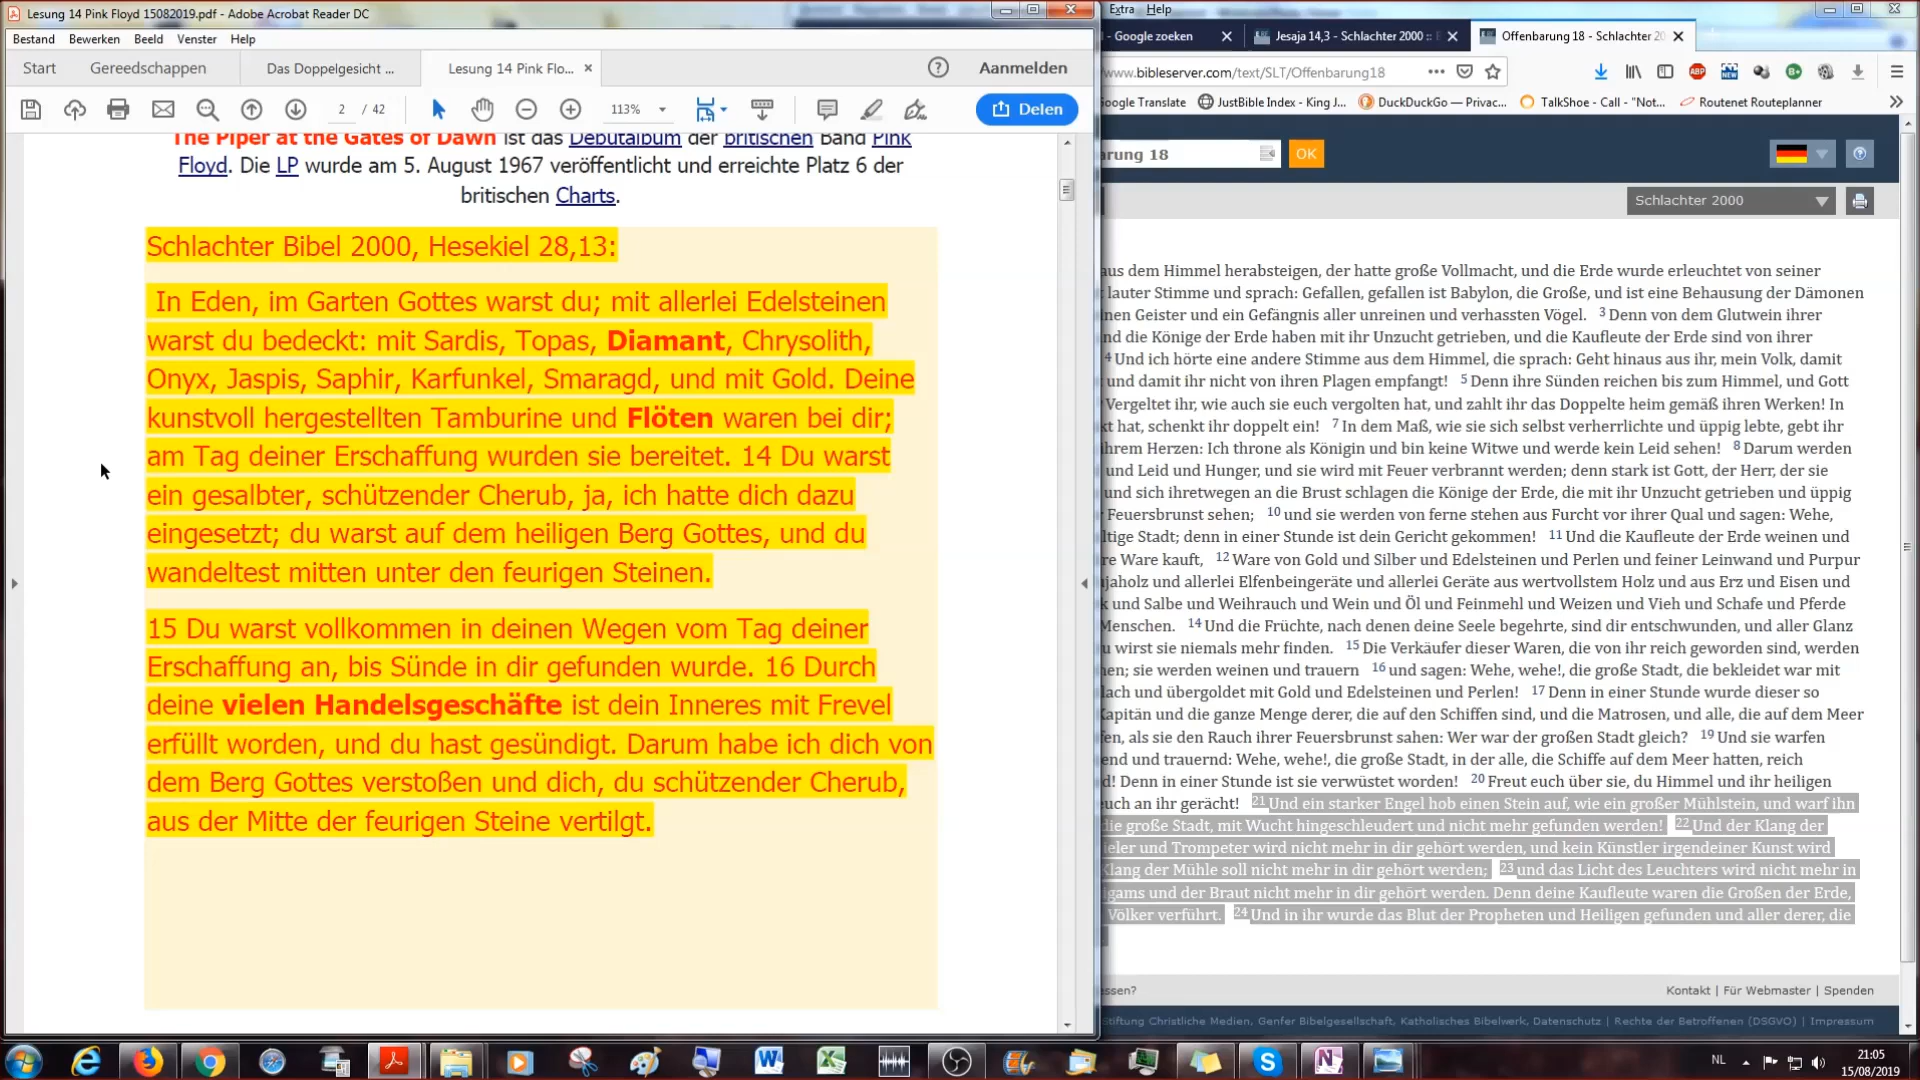 Lesung 14 Pink Floyd 15082019.pdf - Adobe Acrobat Reader DC
Bestand Bewerken Beeld Venster Help
Start Gereedschappen Das Doppelgesicht ... Lesung 14 Pink Flo... × Aanmelden
2 / 42 113% Delen
The Piper at the Gates of Dawn ist das Debütalbum der britischen Band Pink
Floyd. Die LP wurde am 5. August 1967 veröffentlicht und erreichte Platz 6 der
britischen Charts.
Schlachter Bibel 2000, Hesekiel 28,13:
In Eden, im Garten Gottes warst du; mit allerlei Edelsteinen
warst du bedeckt: mit Sardis, Topas, Diamant, Chrysolith,
Onyx, Jaspis, Saphir, Karfunkel, Smaragd, und mit Gold. Deine
kunstvoll hergestellten Tamburine und Flöten waren bei dir;
am Tag deiner Erschaffung wurden sie bereitet. 14 Du warst
ein gesalbter, schützender Cherub, ja, ich hatte dich dazu
eingesetzt; du warst auf dem heiligen Berg Gottes, und du
wandeltest mitten unter den feurigen Steinen.
15 Du warst vollkommen in deinen Wegen vom Tag deiner
Erschaffung an, bis Sünde in dir gefunden wurde. 16 Durch
deine vielen Handelsgeschäfte ist dein Inneres mit Frevel
erfüllt worden, und du hast gesündigt. Darum habe ich dich von
dem Berg Gottes verstoßen und dich, du schützender Cherub,
aus der Mitte der feurigen Steine vertilgt.
Extra Help
- Google zoeken Jesaja 14,3 - Schlachter 2000 :: Offenbarung 18 - Schlachter 20
www.bibleserver.com/text/SLT/Offenbarung18
Google Translate JustBible Index - King J... DuckDuckGo — Privac... TalkShoe - Call - "Not... Routenet Routeplanner
arung 18 OK
Schlachter 2000
aus dem Himmel herabsteigen, der hatte große Vollmacht, und die Erde wurde erleuchtet von seiner
lauter Stimme und sprach: Gefallen, gefallen ist Babylon, die Große, und ist eine Behausung der Dämonen
nen Geister und ein Gefängnis aller unreinen und verhassten Vögel. 3 Denn von dem Glutwein ihrer
nd die Könige der Erde haben mit ihr Unzucht getrieben, und die Kaufleute der Erde sind von ihrer
4 Und ich hörte eine andere Stimme aus dem Himmel, die sprach: Geht hinaus aus ihr, mein Volk, damit
und damit ihr nicht von ihren Plagen empfangt! 5 Denn ihre Sünden reichen bis zum Himmel, und Gott
Vergeltet ihr, wie auch sie euch vergolten hat, und zahlt ihr das Doppelte heim gemäß ihren Werken! In
kt hat, schenkt ihr doppelt ein! 7 In dem Maß, wie sie sich selbst verherrlichte und üppig lebte, gebt ihr
ihrem Herzen: Ich throne als Königin und bin keine Witwe und werde kein Leid sehen! 8 Darum werden
und Leid und Hunger, und sie wird mit Feuer verbrannt werden; denn stark ist Gott, der Herr, der sie
und sich ihretwegen an die Brust schlagen die Könige der Erde, die mit ihr Unzucht getrieben und üppig
Feuersbrunst sehen; 10 und sie werden von ferne stehen aus Furcht vor ihrer Qual und sagen: Wehe,
ltige Stadt; denn in einer Stunde ist dein Gericht gekommen! 11 Und die Kaufleute der Erde weinen und
re Ware kauft, 12 Ware von Gold und Silber und Edelsteinen und Perlen und feiner Leinwand und Purpur
ujaholz und allerlei Elfenbeingeräte und allerlei Geräte aus wertvollstem Holz und aus Erz und Eisen und
k und Salbe und Weihrauch und Wein und Öl und Feinmehl und Weizen und Vieh und Schafe und Pferde
Menschen. 14 Und die Früchte, nach denen deine Seele begehrte, sind dir entschwunden, und aller Glanz
u wirst sie niemals mehr finden. 15 Die Verkäufer dieser Waren, die von ihr reich geworden sind, werden
hen; sie werden weinen und trauern 16 und sagen: Wehe, wehe!, die große Stadt, die bekleidet war mit
lach und übergoldet mit Gold und Edelsteinen und Perlen! 17 Denn in einer Stunde wurde dieser so
Kapitän und die ganze Menge derer, die auf den Schiffen sind, und die Matrosen, und alle, die auf dem Meer
fen, als sie den Rauch ihrer Feuersbrunst sahen: Wer war der großen Stadt gleich? 19 Und sie warfen
end und trauernd: Wehe, wehe!, die große Stadt, in der alle, die Schiffe auf dem Meer hatten, reich
d! Denn in einer Stunde ist sie verwüstet worden! 20 Freut euch über sie, du Himmel und ihr heiligen
euch an ihr gerächt! 21 Und ein starker Engel hob einen Stein auf, wie ein großer Mühlstein, und warf ihn
die große Stadt, mit Wucht hingeschleudert und nicht mehr gefunden werden! 22 Und der Klang der
ieler und Trompeter wird nicht mehr in dir gehört werden, und kein Künstler irgendeiner Kunst wird
Klang der Mühle soll nicht mehr in dir gehört werden; 23 und das Licht des Leuchters wird nicht mehr in
igams und der Braut nicht mehr in dir gehört werden. Denn deine Kaufleute waren die Großen der Erde,
Völker verführt. 24 Und in ihr wurde das Blut der Propheten und Heiligen gefunden und aller derer, die
essen? Kontakt | Für Webmaster | Spenden
Stiftung Christliche Medien, Genfer Bibelgesellschaft, Katholisches Bibelwerk, Datenschutz | Rechte der Betroffenen (DSGVO) | Impressum
NL 21:05
15/08/2019